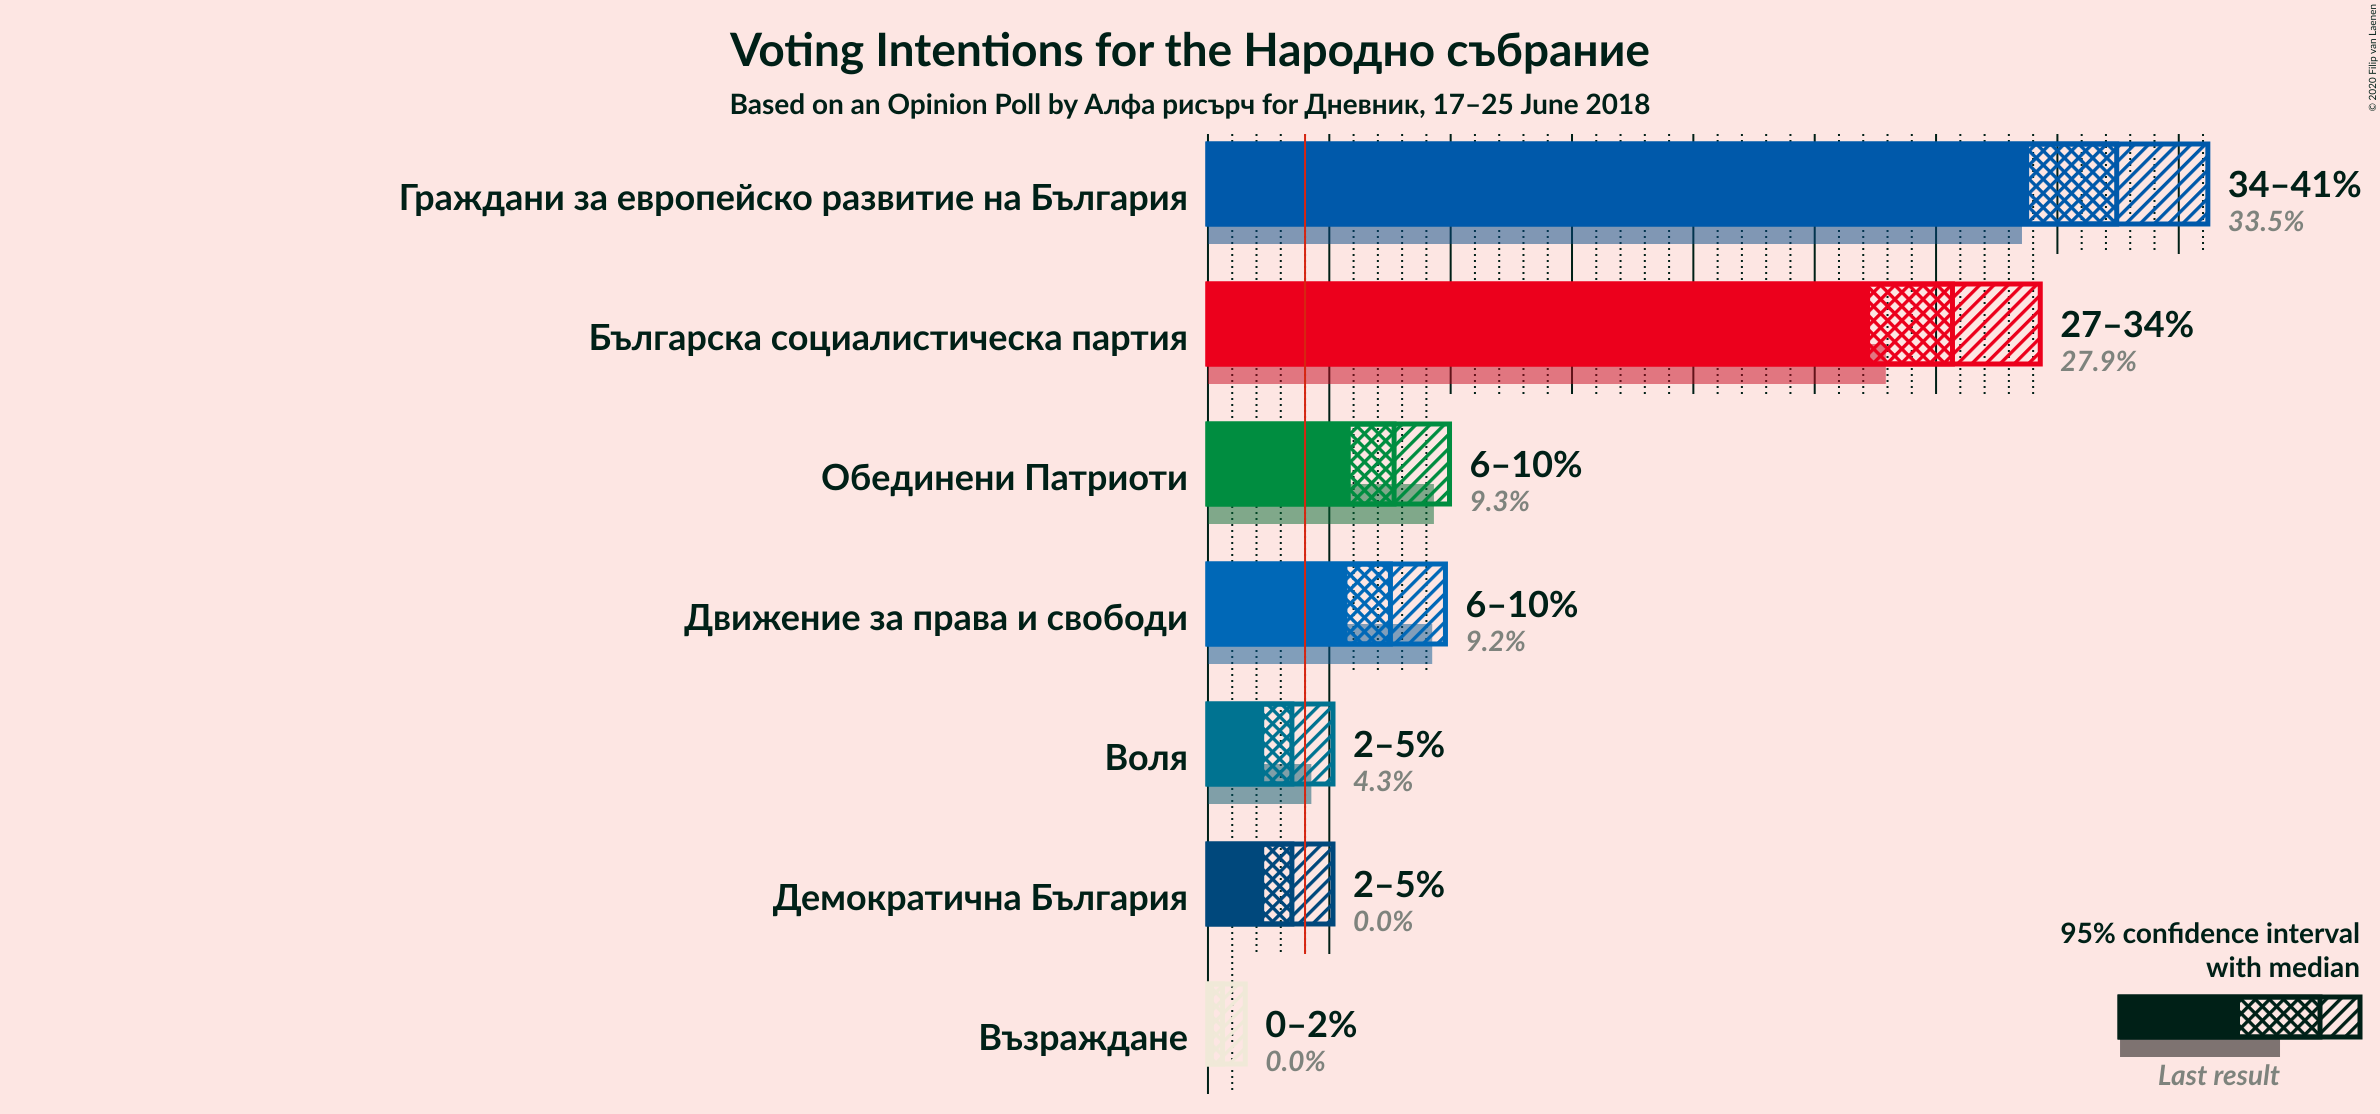 Voting Intentions for the Народно събрание
Based on an Opinion Poll by Алфа рисърч for Дневник, 17–25 June 2018
© 2020 Filip van Laenen
Граждани за европейско развитие на България
34–41%
33.5%
Българска социалистическа партия
27–34%
27.9%
Обединени Патриоти
6–10%
9.3%
Движение за права и свободи
6–10%
9.2%
Воля
2–5%
4.3%
Демократична България
2–5%
0.0%
Възраждане
0–2%
0.0%
95% confidence interval
with median
Last result